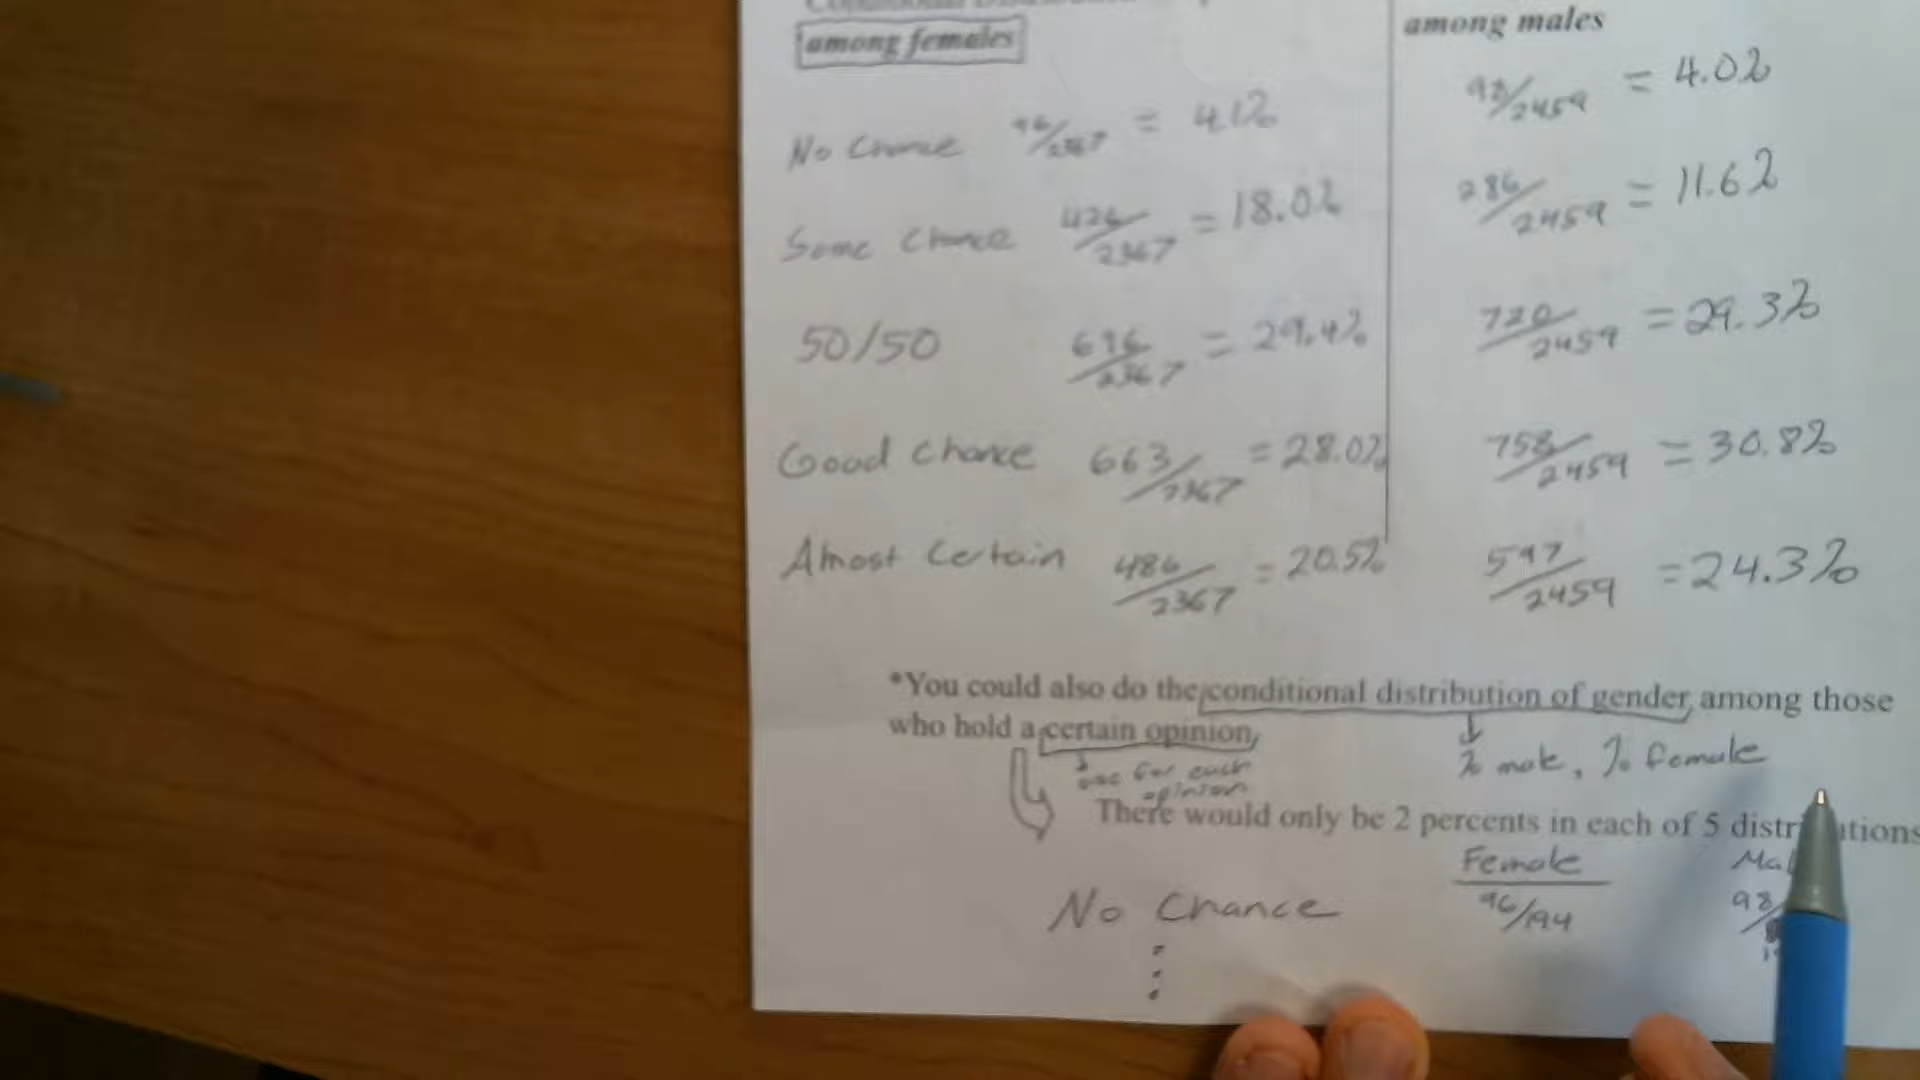 among females
among males
No Chance 96/2367 = 4.1%
98/2459 = 4.0%
Some Chance 426/2367 = 18.0%
286/2459 = 11.6%
50/50 696/2367 = 29.4%
720/2459 = 29.3%
Good Chance 663/2367 = 28.0%
758/2459 = 30.8%
Almost Certain 486/2367 = 20.5%
597/2459 = 24.3%
*You could also do the conditional distribution of gender among those
who hold a certain opinion.
one for each
opinion
% male, % female
There would only be 2 percents in each of 5
Female
No Chance 96/194
98/